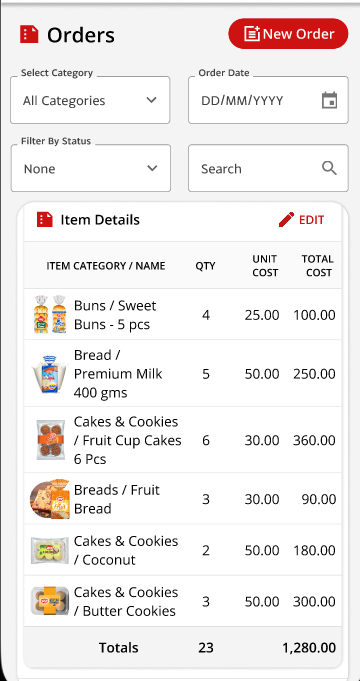 Orders
New Order
Select Category
Order Date
All Categories
DD/MM/YYYY
Filter By Status
None
Search
Item Details
EDIT
ITEM CATEGORY / NAME
QTY
UNIT COST
TOTAL COST
Buns / Sweet
Buns - 5 pcs
4
25.00
100.00
Bread /
Premium Milk
400 gms
5
50.00
250.00
Cakes & Cookies
/ Fruit Cup Cakes
6 Pcs
6
30.00
360.00
Breads / Fruit
Bread
3
30.00
90.00
Cakes & Cookies
/ Coconut
2
50.00
180.00
Cakes & Cookies
/ Butter Cookies
3
50.00
300.00
Totals
23
1,280.00